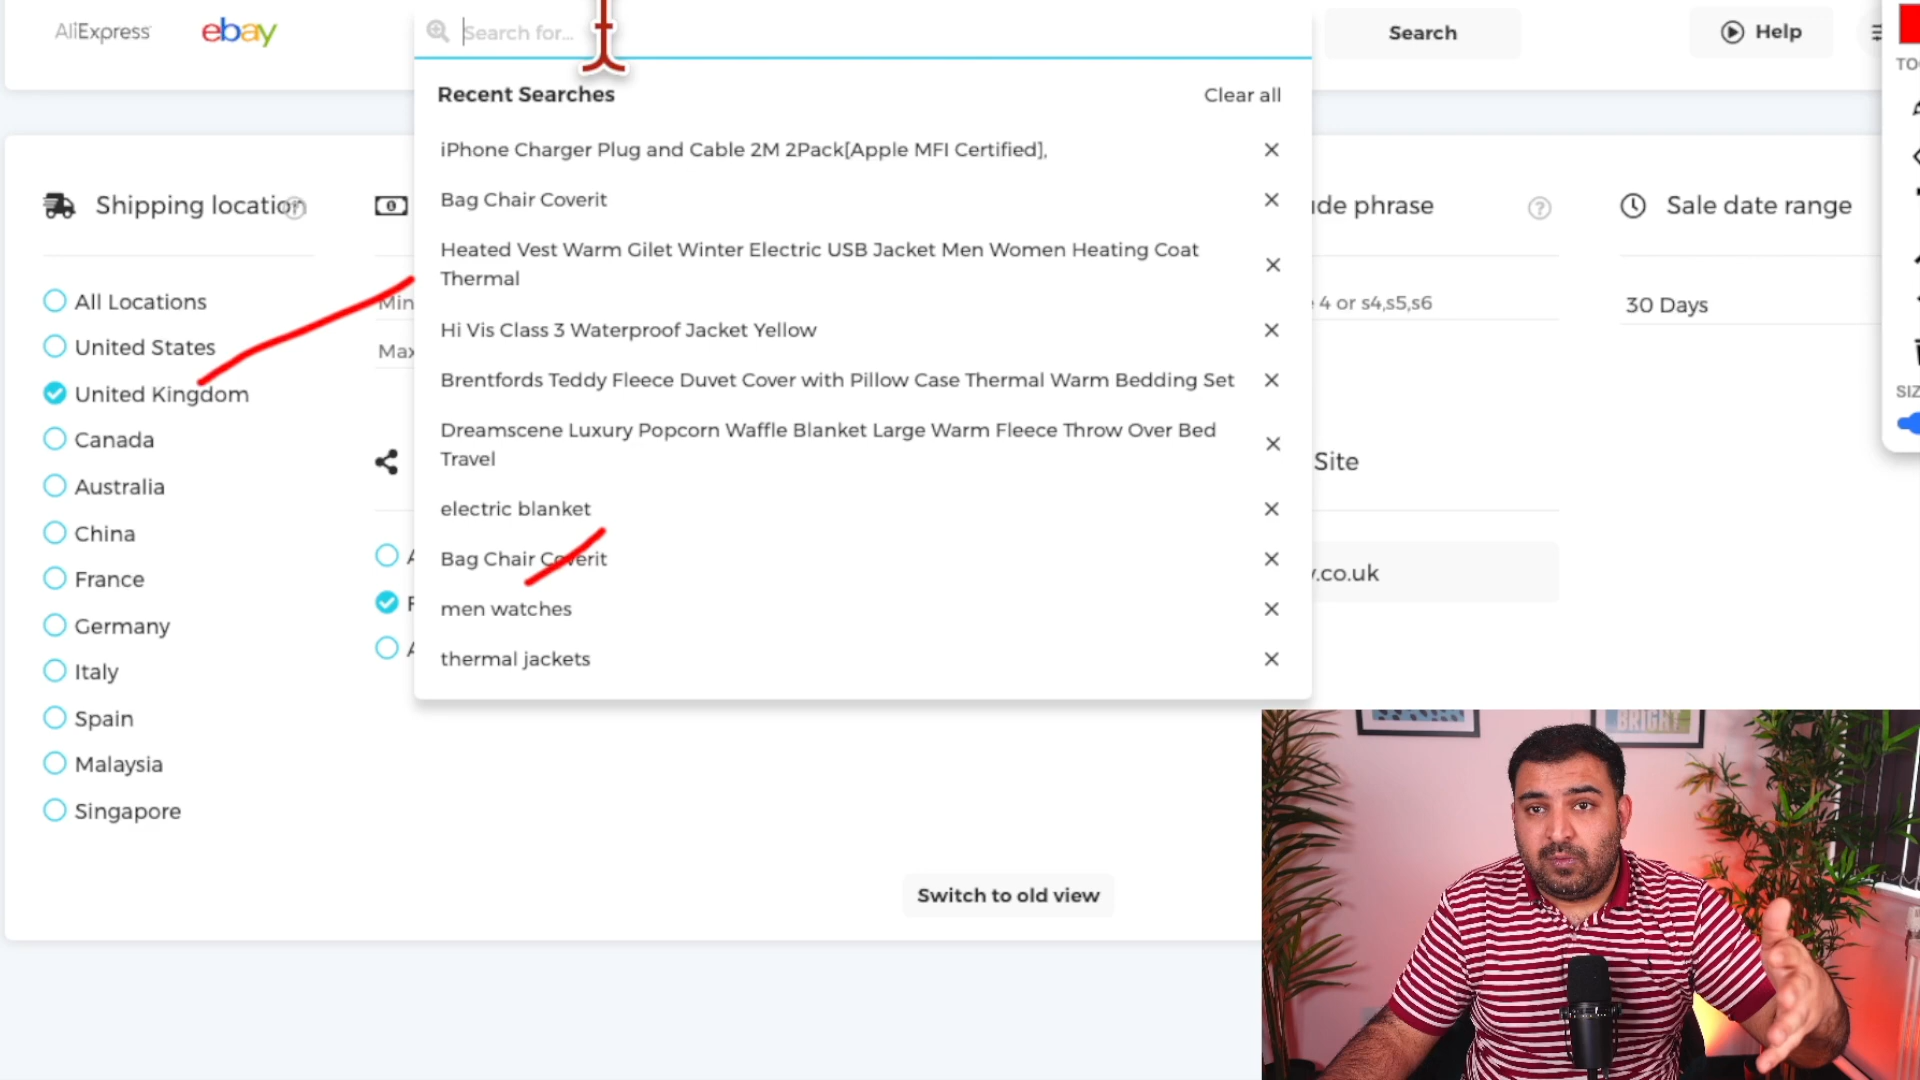 AliExpress
ebay
Search for...
Search
Help
Recent Searches
Clear all
iPhone Charger Plug and Cable 2M 2Pack[Apple MFI Certified],
Bag Chair Coverit
Heated Vest Warm Gilet Winter Electric USB Jacket Men Women Heating Coat
Thermal
Hi Vis Class 3 Waterproof Jacket Yellow
Brentfords Teddy Fleece Duvet Cover with Pillow Case Thermal Warm Bedding Set
Dreamscene Luxury Popcorn Waffle Blanket Large Warm Fleece Throw Over Bed
Travel
electric blanket
Bag Chair Coverit
men watches
thermal jackets
Shipping location
All Locations
United States
United Kingdom
Canada
Australia
China
France
Germany
Italy
Spain
Malaysia
Singapore
Min
Max
phrase
4 or s4,s5,s6
Site
.co.uk
Sale date range
30 Days
Switch to old view
BRIGHT